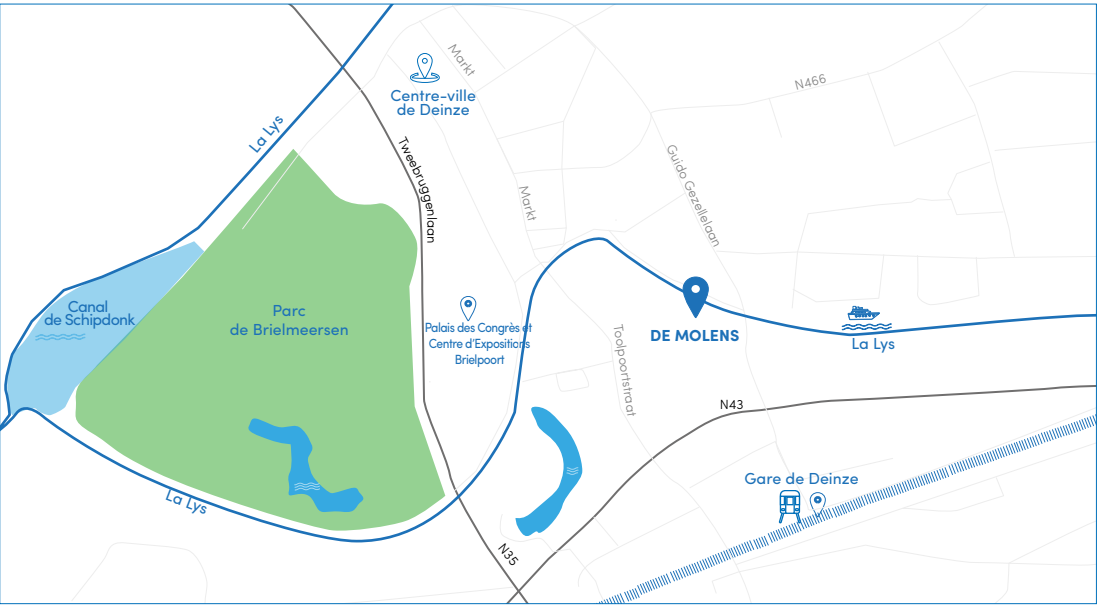 Markt
N466
Centre-ville
de Deinze
La Lys
Tweebruggenlaan
Guido Gezellelaan
Markt
Canal
de Schipdonk
Parc
de Brielmeersen
Palais des Congrès et
Centre d'Expositions
Brielpoort
DE MOLENS
La Lys
Toolpoortstraat
N43
Gare de Deinze
La Lys
N35